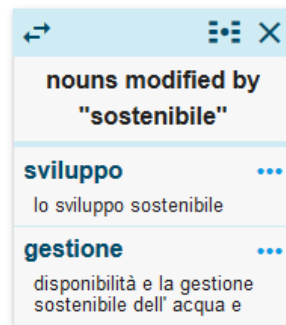 nouns modified by
"sostenibile"
sviluppo
lo sviluppo sostenibile
gestione
disponibilità e la gestione
sostenibile dell' acqua e